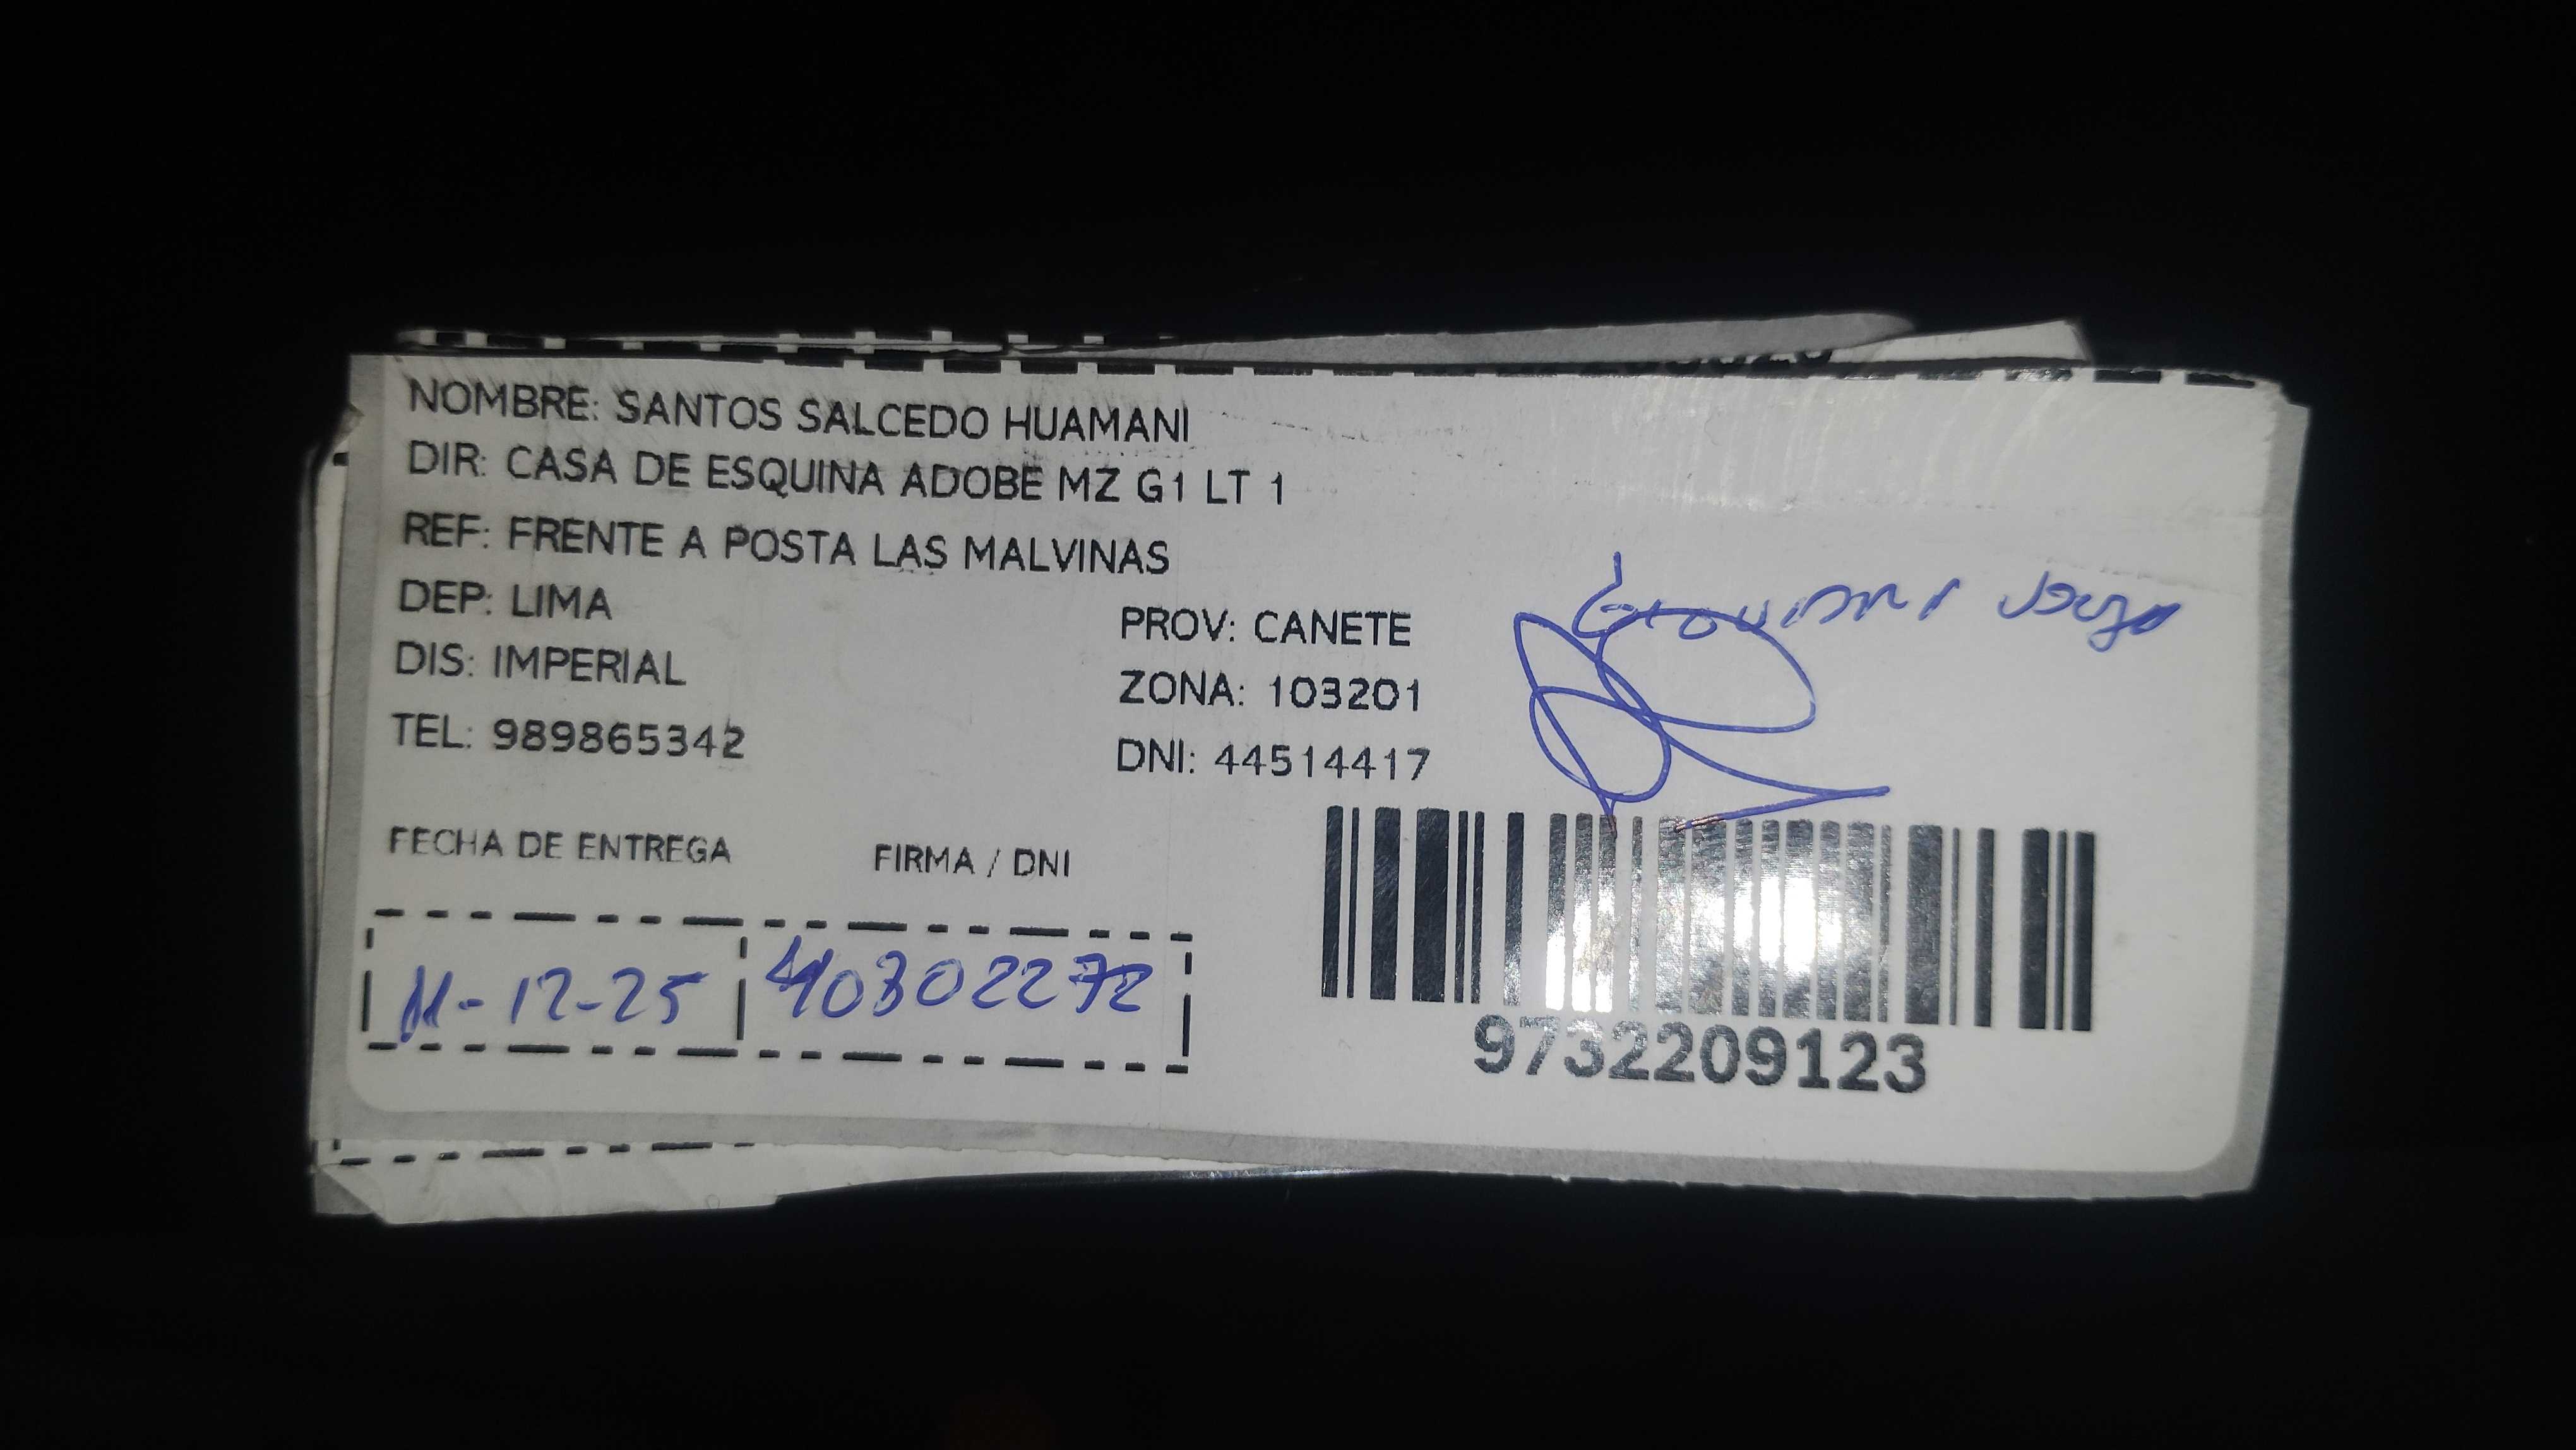 NOMBRE: SANTOS SALCEDO HUAMANI
DIR: CASA DE ESQUINA ADOBE MZ G1 LT 1
REF: FRENTE A POSTA LAS MALVINAS
DEP: LIMA
PROV: CANETE
DIS: IMPERIAL
ZONA: 103201
TEL: 989865342
DNI: 44514417
FECHA DE ENTREGA
FIRMA / DNI
11-12-25
40302272
9732209123